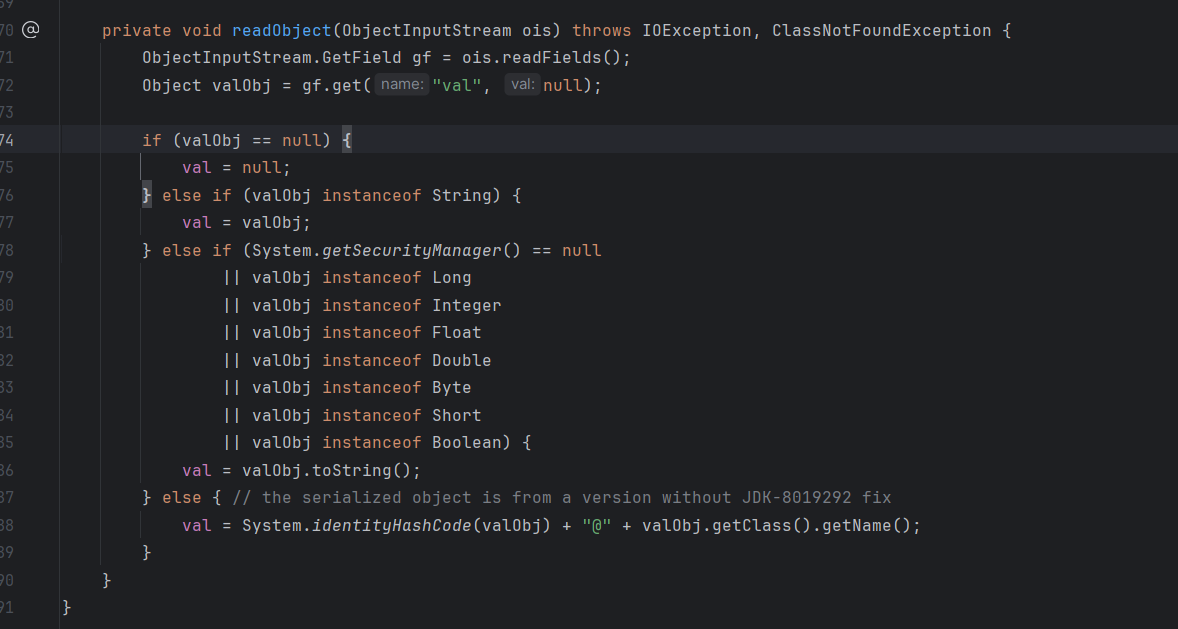 69
70 @ private void readObject(ObjectInputStream ois) throws IOException, ClassNotFoundException {
71 ObjectInputStream.GetField gf = ois.readFields();
72 Object valObj = gf.get( name: "val", val: null);
73
74 if (valObj == null) {
75 val = null;
76 } else if (valObj instanceof String) {
77 val = valObj;
78 } else if (System.getSecurityManager() == null
79 || valObj instanceof Long
80 || valObj instanceof Integer
81 || valObj instanceof Float
82 || valObj instanceof Double
83 || valObj instanceof Byte
84 || valObj instanceof Short
85 || valObj instanceof Boolean) {
86 val = valObj.toString();
87 } else { // the serialized object is from a version without JDK-8019292 fix
88 val = System.identityHashCode(valObj) + "@" + valObj.getClass().getName();
89 }
90 }
91 }